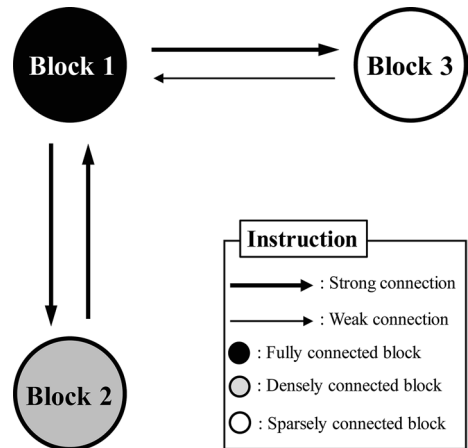 Block 1
Block 3
Block 2
Instruction
: Strong connection
: Weak connection
: Fully connected block
: Densely connected block
: Sparsely connected block